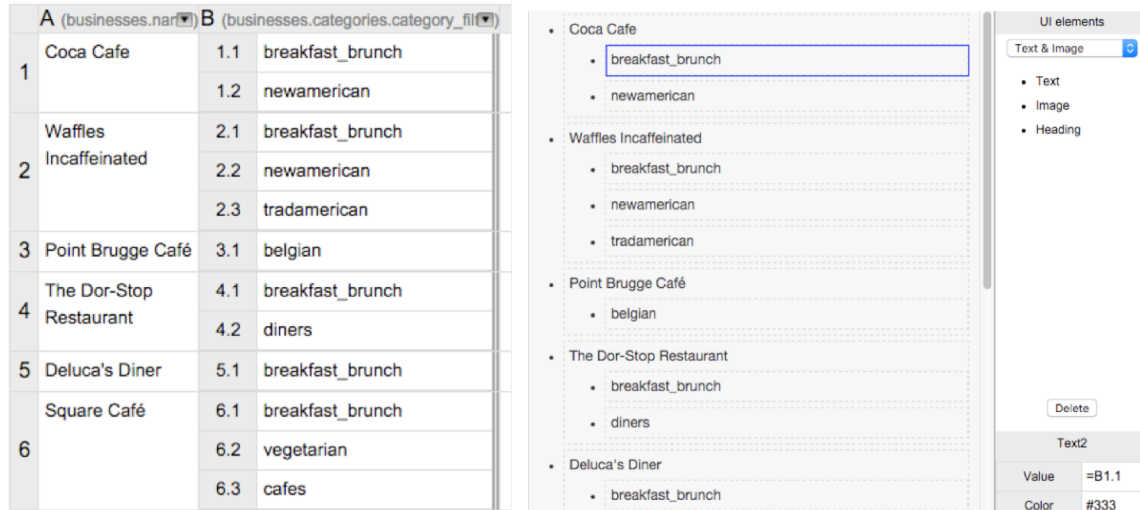 A (businesses.nam B (businesses.categories.category_filt )
1 Coca Cafe 1.1 breakfast_brunch
1.2 newamerican
2 Waffles Incaffeinated 2.1 breakfast_brunch
2.2 newamerican
2.3 tradamerican
3 Point Brugge Café 3.1 belgian
4 The Dor-Stop Restaurant 4.1 breakfast_brunch
4.2 diners
5 Deluca's Diner 5.1 breakfast_brunch
6 Square Café 6.1 breakfast_brunch
6.2 vegetarian
6.3 cafes
Coca Cafe
breakfast_brunch
newamerican
Waffles Incaffeinated
breakfast_brunch
newamerican
tradamerican
Point Brugge Café
belgian
The Dor-Stop Restaurant
breakfast_brunch
diners
Deluca's Diner
breakfast_brunch
UI elements
Text & Image
Text
Image
Heading
Delete
Text2
Value =B1.1
Color #333